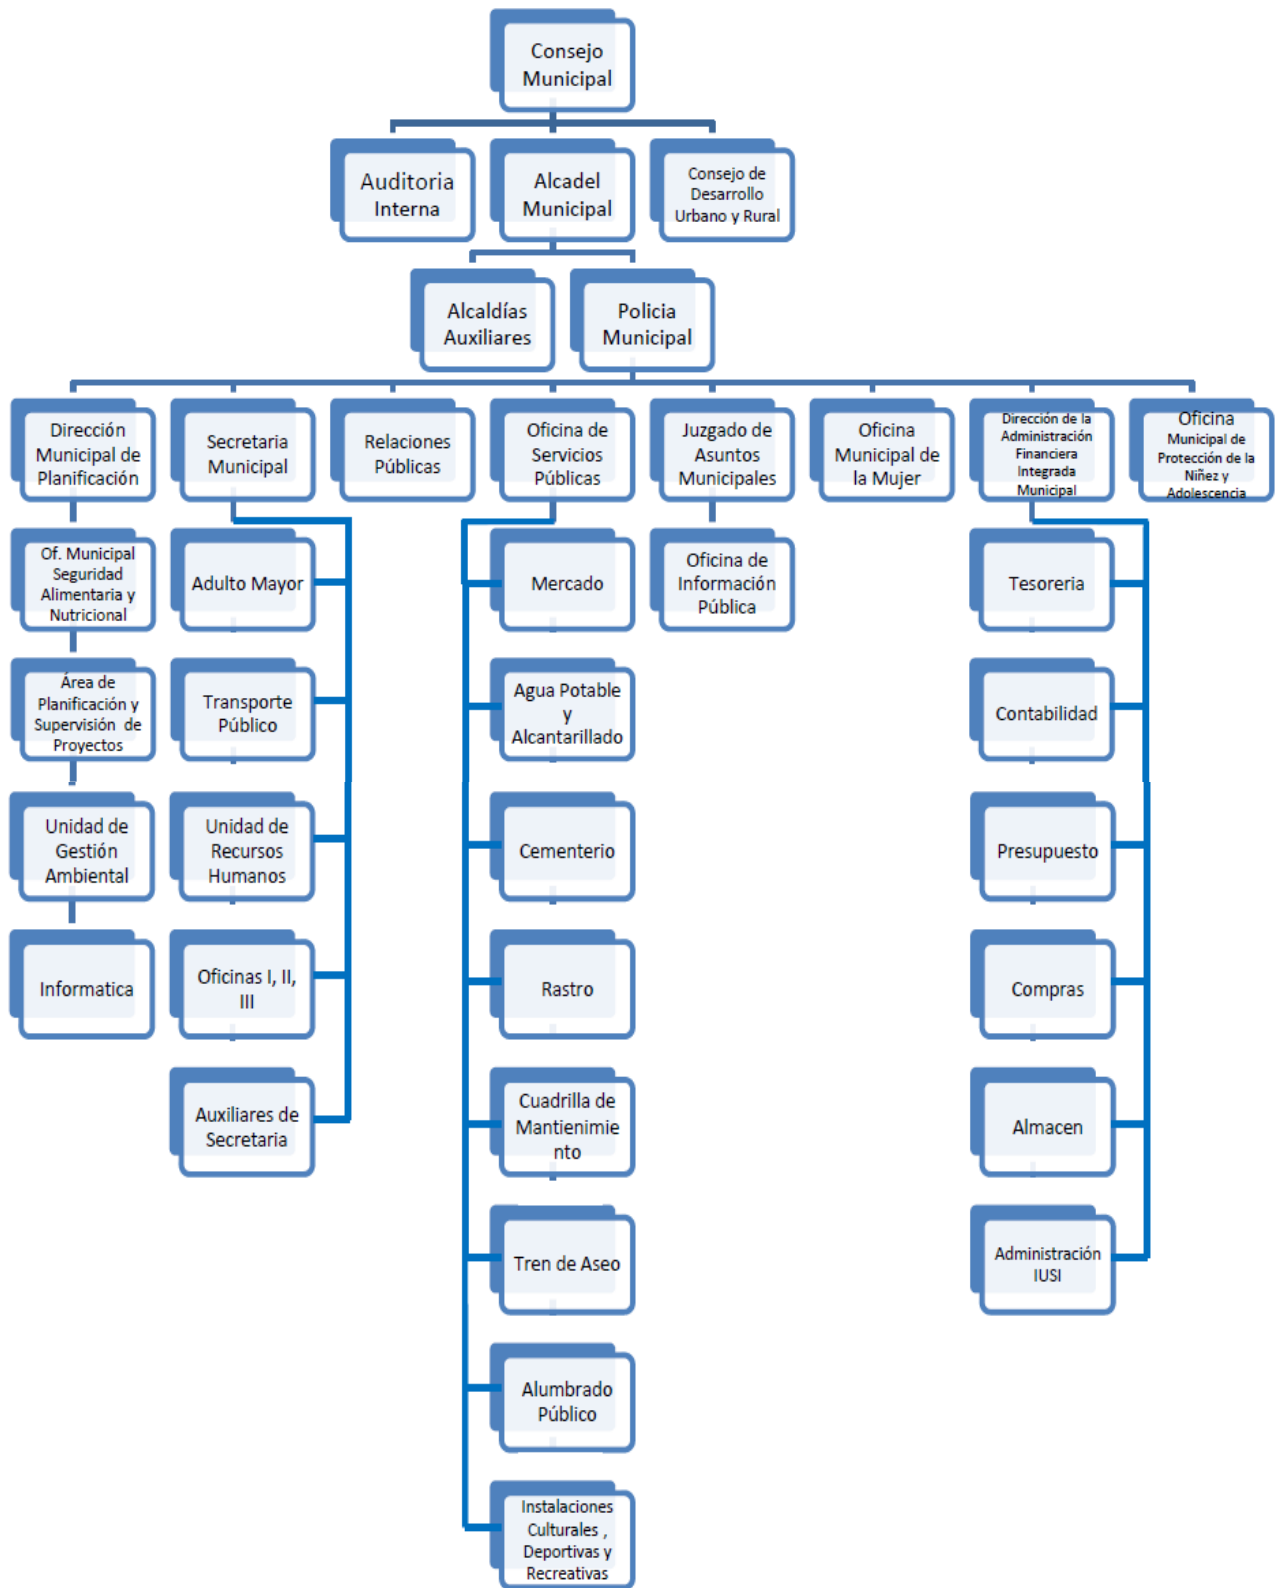 Consejo
Municipal
Auditoria
Interna
Alcadel
Municipal
Consejo de
Desarrollo
Urbano y Rural
Alcaldías
Auxiliares
Policia
Municipal
Dirección
Municipal de
Planificación
Secretaria
Municipal
Relaciones
Públicas
Oficina de
Servicios
Públicas
Juzgado de
Asuntos
Municipales
Oficina
Municipal de
la Mujer
Dirección de la
Administración
Financiera
Integrada
Municipal
Oficina
Municipal de
Protección de la
Niñez y
Adolescencia
Of. Municipal
Seguridad
Alimentaria y
Nutricional
Adulto Mayor
Mercado
Oficina de
Información
Pública
Tesoreria
Área de
Planificación y
Supervisión de
Proyectos
Transporte
Público
Agua Potable
y
Alcantarillado
Contabilidad
Unidad de
Gestión
Ambiental
Unidad de
Recursos
Humanos
Cementerio
Presupuesto
Informatica
Oficinas I, II,
III
Rastro
Compras
Auxiliares de
Secretaria
Cuadrilla de
Mantienimie
nto
Almacen
Tren de Aseo
Administración
IUSI
Alumbrado
Público
Instalaciones
Culturales ,
Deportivas y
Recreativas